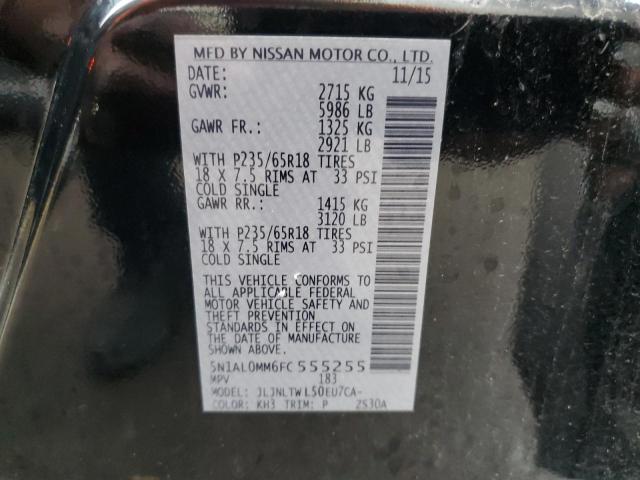 MFD BY NISSAN MOTOR CO., LTD.
DATE: 11/15
GVWR: 2715 KG
5986 LB
GAWR FR.: 1325 KG
2921 LB
WITH P235/65R18 TIRES
18 X 7.5 RIMS AT 33 PSI
COLD SINGLE
GAWR RR.: 1415 KG
3120 LB
WITH P235/65R18 TIRES
18 X 7.5 RIMS AT 33 PSI
COLD SINGLE
THIS VEHICLE CONFORMS TO
ALL APPLICABLE FEDERAL
MOTOR VEHICLE SAFETY AND
THEFT PREVENTION
STANDARDS IN EFFECT ON
THE DATE OF MANUFACTURE
SHOWN ABOVE.
5N1AL0MM6FC 555255
MPV 183
MODEL: JLJNLTWL50EU7CA-
COLOR: KH3 TRIM: P 2S30A